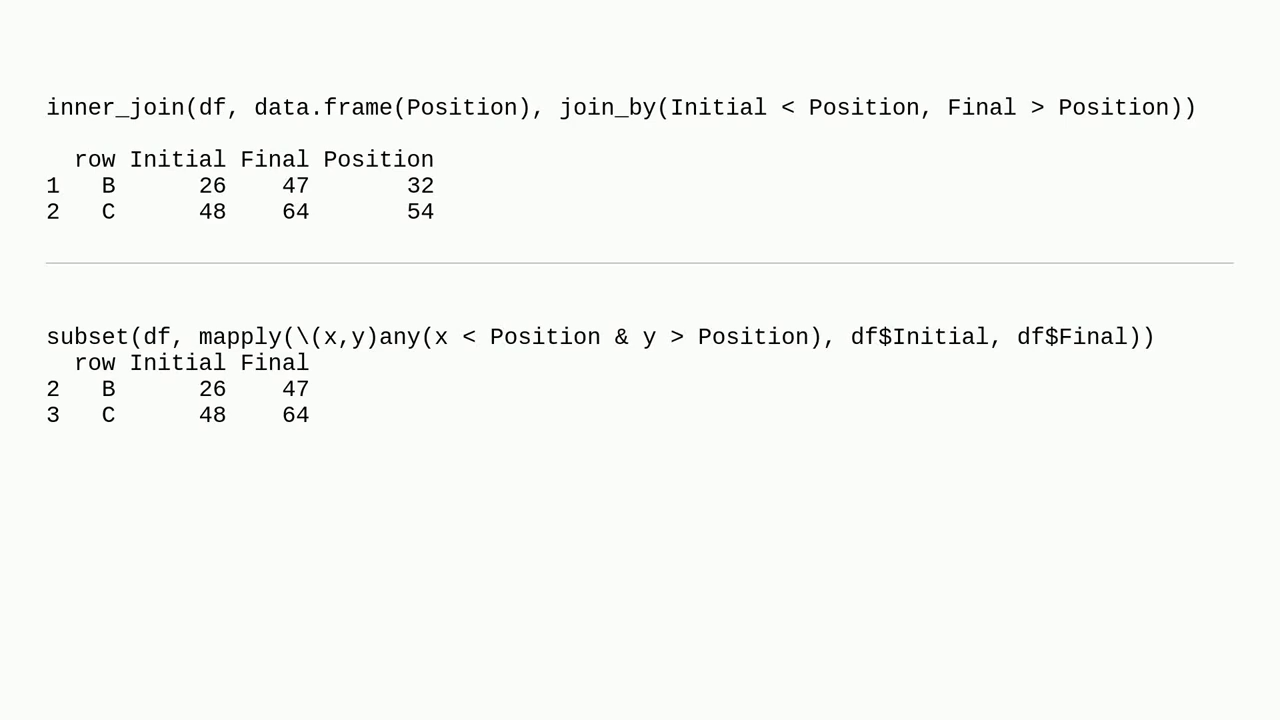 inner_join(df, data.frame(Position), join_by(Initial < Position, Final > Position))
  row Initial Final Position
1   B      26    47       32
2   C      48    64       54
subset(df, mapply(\(x,y)any(x < Position & y > Position), df$Initial, df$Final))
  row Initial Final
2   B      26    47
3   C      48    64